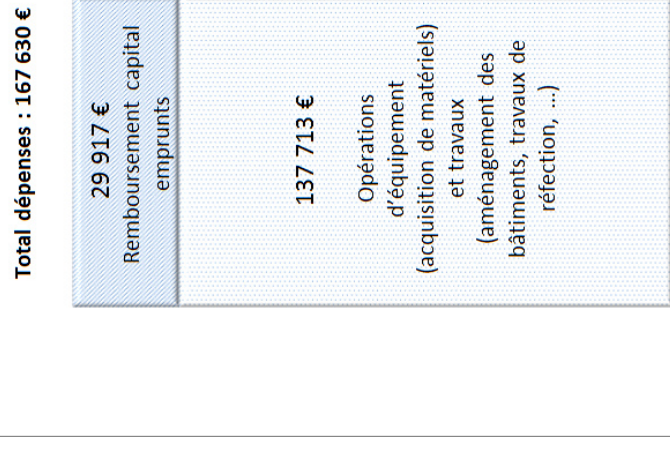 Total dépenses : 167 630 €
29 917 €
Remboursement capital
emprunts
137 713 €
Opérations
d'équipement
(acquisition de matériels)
et travaux
(aménagement des
bâtiments, travaux de
réfection, ...)